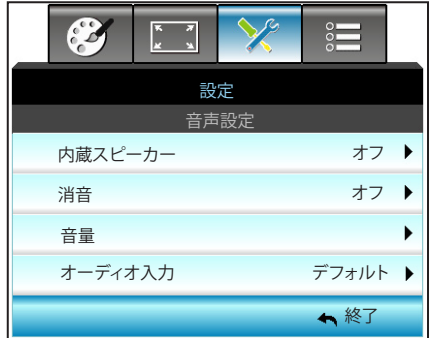 設定
音声設定
内蔵スピーカー オフ
消音 オフ
音量
オーディオ入力 デフォルト
終了